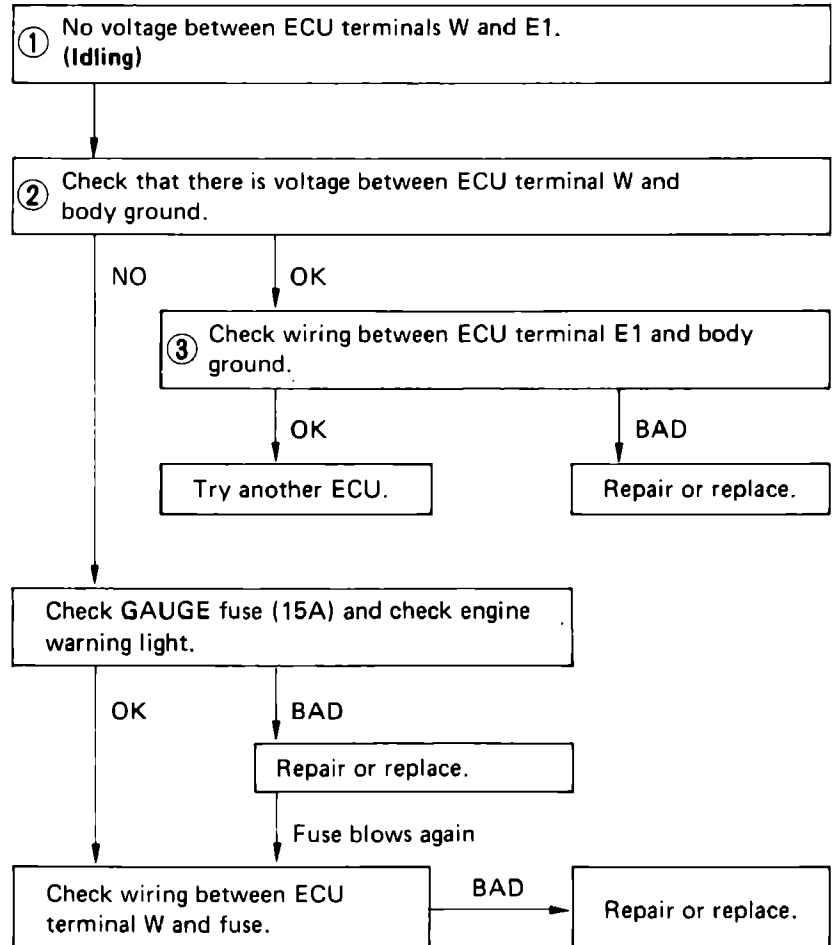 ① No voltage between ECU terminals W and E1.
(Idling)
② Check that there is voltage between ECU terminal W and
body ground.
NO
OK
③ Check wiring between ECU terminal E1 and body
ground.
OK
BAD
Try another ECU.
Repair or replace.
Check GAUGE fuse (15A) and check engine
warning light.
OK
BAD
Repair or replace.
Fuse blows again
Check wiring between ECU
terminal W and fuse.
BAD
Repair or replace.